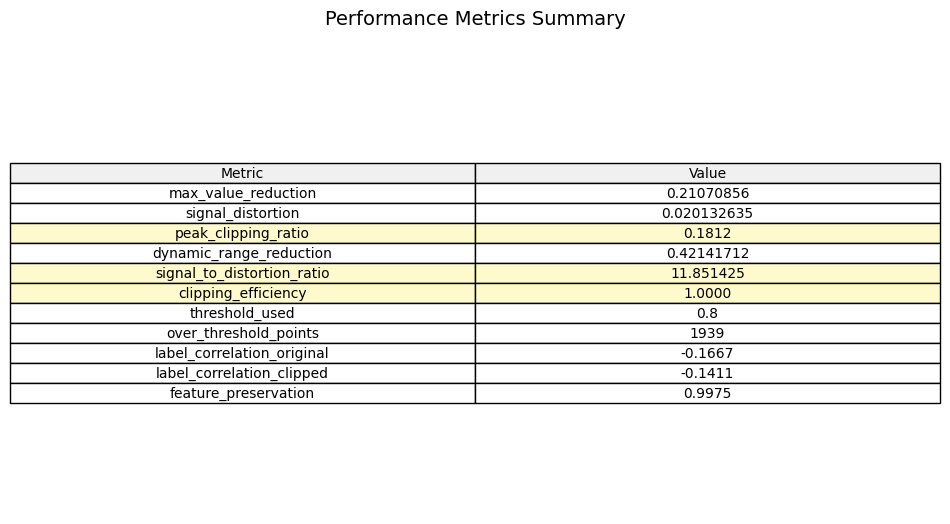 Performance Metrics Summary
Metric Value
max_value_reduction 0.21070856
signal_distortion 0.020132635
peak_clipping_ratio 0.1812
dynamic_range_reduction 0.42141712
signal_to_distortion_ratio 11.851425
clipping_efficiency 1.0000
threshold_used 0.8
over_threshold_points 1939
label_correlation_original -0.1667
label_correlation_clipped -0.1411
feature_preservation 0.9975